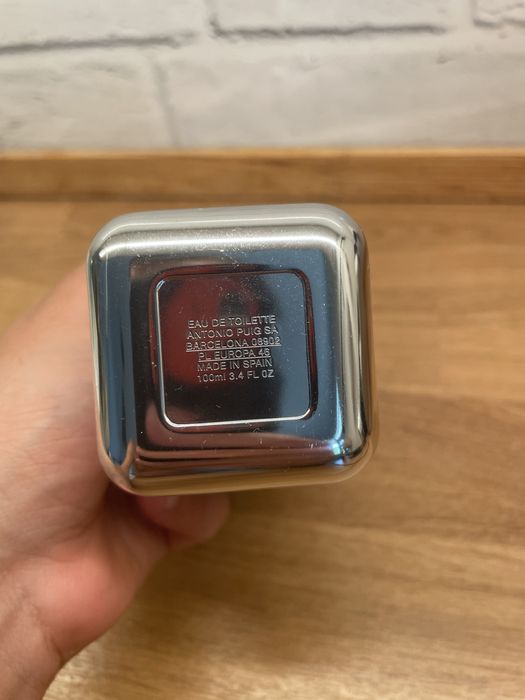 EAU DE TOILETTE
ANTONIO PUIG SA
BARCELONA 08902
PL. EUROPA 46
MADE IN SPAIN
100ml 3.4 FL OZ